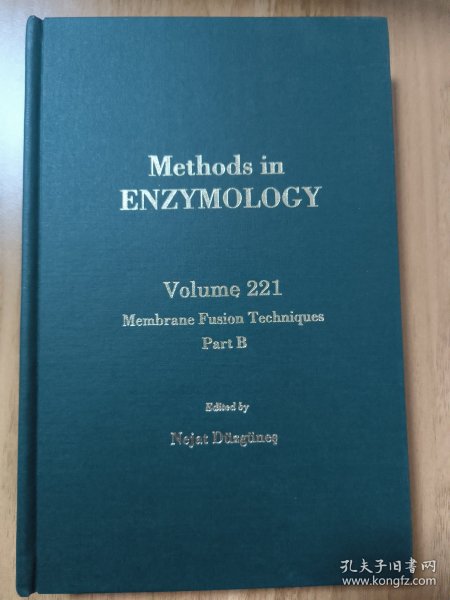 Methods in
ENZYMOLOGY
Volume 221
Membrane Fusion Techniques
Part B
Edited by
Nejat Düzgüneş
孔夫子旧书网
www.kongfz.com